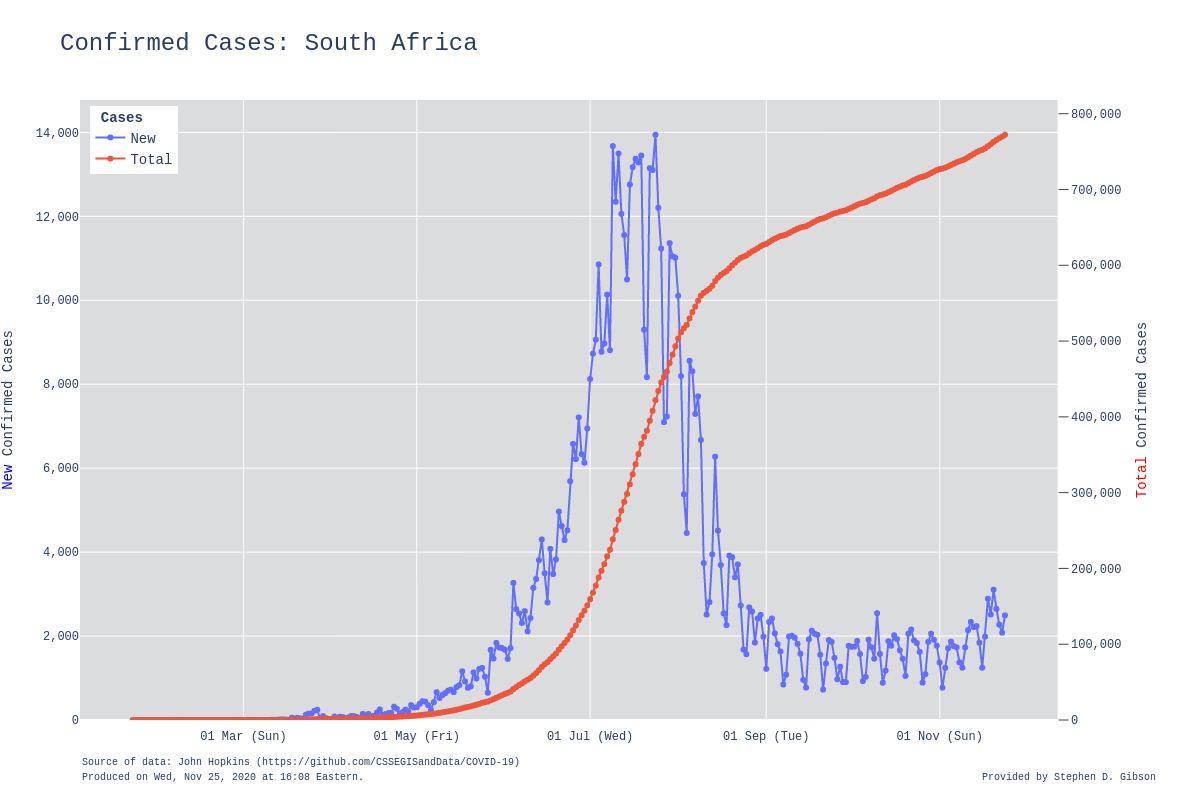 Confirmed Cases: South Africa
Cases
New
Total
14,000
12,000
10,000
8,000
6,000
4,000
2,000
0
New Confirmed Cases
800,000
700,000
600,000
500,000
400,000
300,000
200,000
100,000
0
Total Confirmed Cases
01 Mar (Sun) 01 May (Fri) 01 Jul (Wed) 01 Sep (Tue) 01 Nov (Sun)
Source of data: John Hopkins (https://github.com/CSSEGISandData/COVID-19)
Produced on Wed, Nov 25, 2020 at 16:08 Eastern.
Provided by Stephen D. Gibson